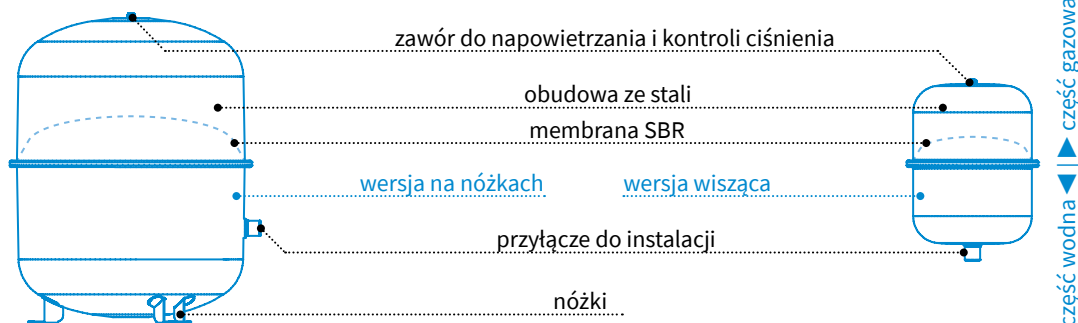 zawór do napowietrzania i kontroli ciśnienia
obudowa ze stali
membrana SBR
wersja na nóżkach
wersja wisząca
przyłącze do instalacji
nóżki
część wodna ◀ ▶ część gazowa